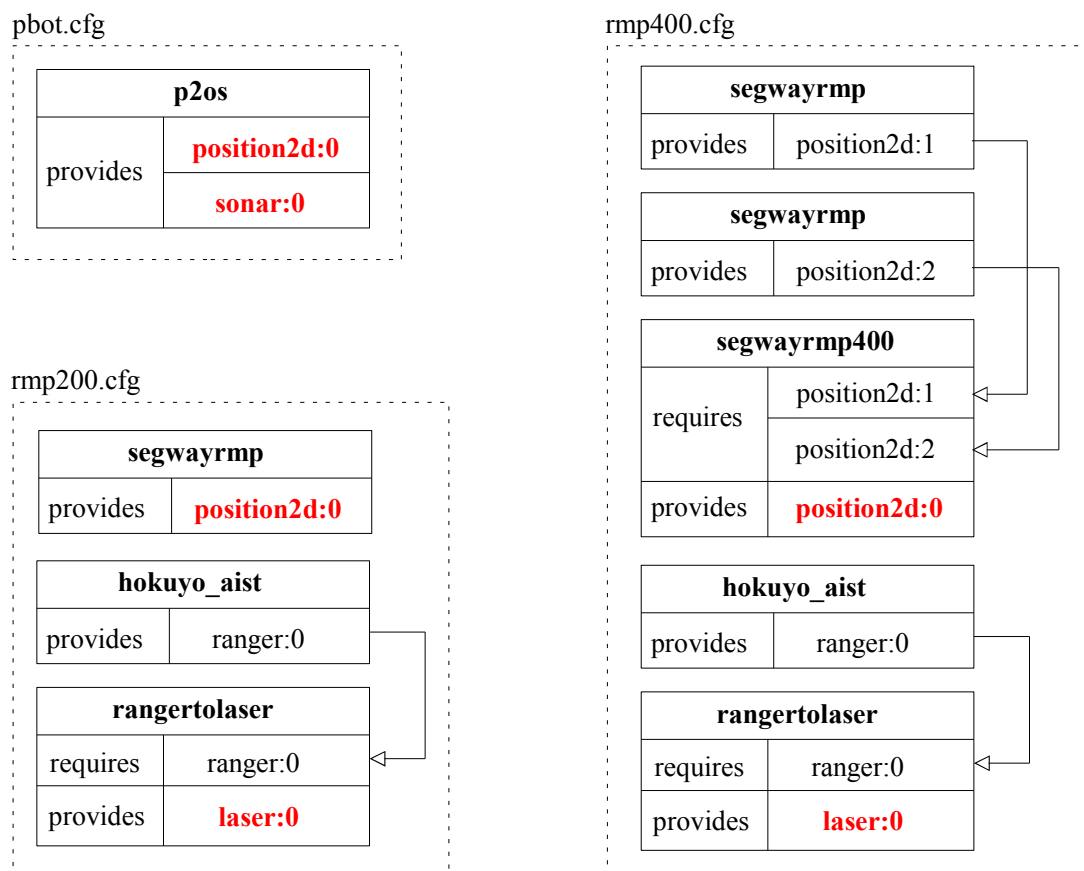 pbot.cfg
p2os
provides
position2d:0
sonar:0
rmp200.cfg
segwayrmp
provides
position2d:0
hokuyo_aist
provides
ranger:0
rangertolaser
requires
ranger:0
provides
laser:0
rmp400.cfg
segwayrmp
provides
position2d:1
segwayrmp
provides
position2d:2
segwayrmp400
requires
position2d:1
position2d:2
provides
position2d:0
hokuyo_aist
provides
ranger:0
rangertolaser
requires
ranger:0
provides
laser:0